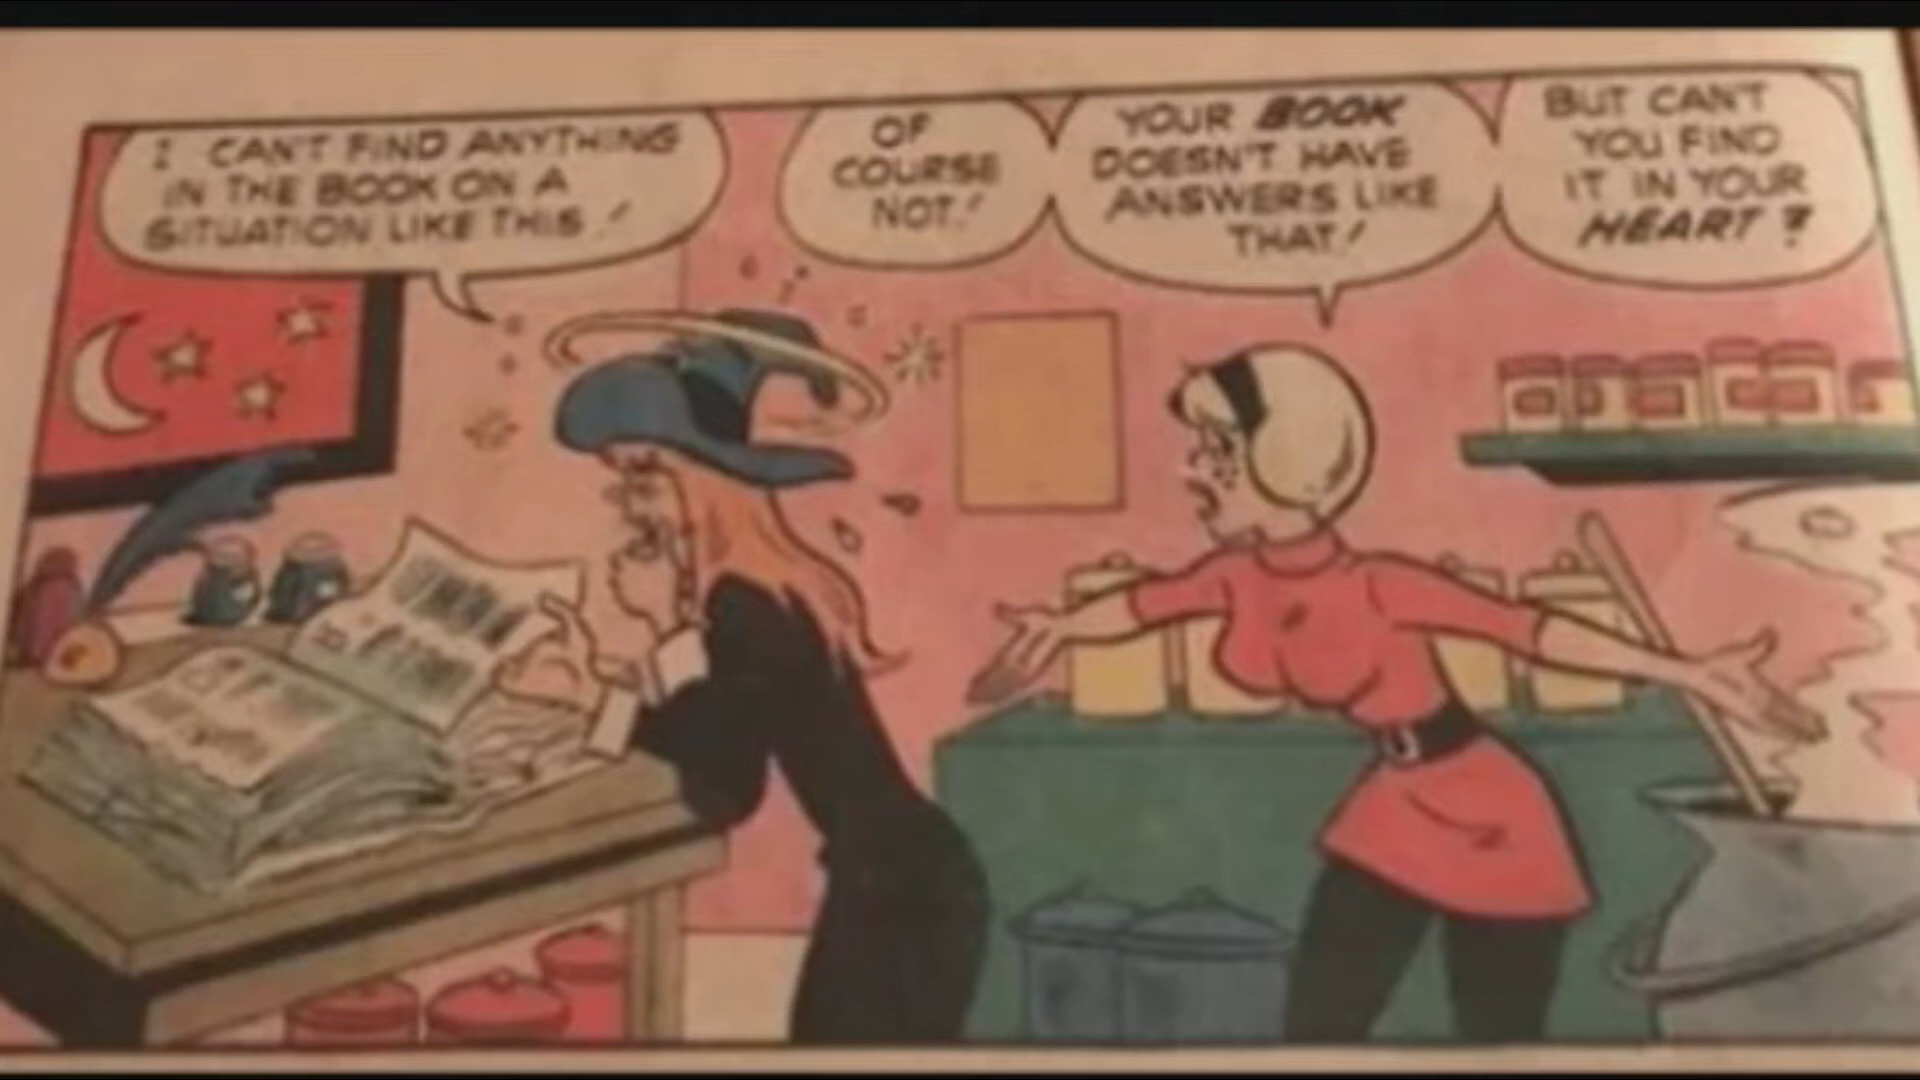 I CAN'T FIND ANYTHING
IN THE BOOK ON A
SITUATION LIKE THIS!
OF
COURSE
NOT!
YOUR BOOK
DOESN'T HAVE
ANSWERS LIKE
THAT!
BUT CAN'T
YOU FIND
IT IN YOUR
HEART?